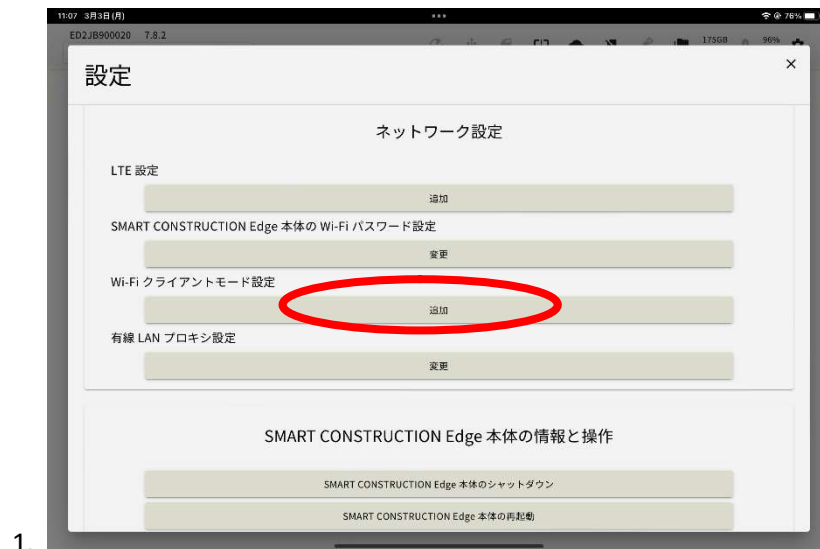 11:07 3月3日(月)
76%
ED2JB900020 7.8.2
175GB 96%
設定
×
ネットワーク設定
LTE 設定
追加
SMART CONSTRUCTION Edge 本体の Wi-Fi パスワード設定
変更
Wi-Fi クライアントモード設定
追加
有線 LAN プロキシ設定
変更
SMART CONSTRUCTION Edge 本体の情報と操作
SMART CONSTRUCTION Edge 本体のシャットダウン
SMART CONSTRUCTION Edge 本体の再起動
1.